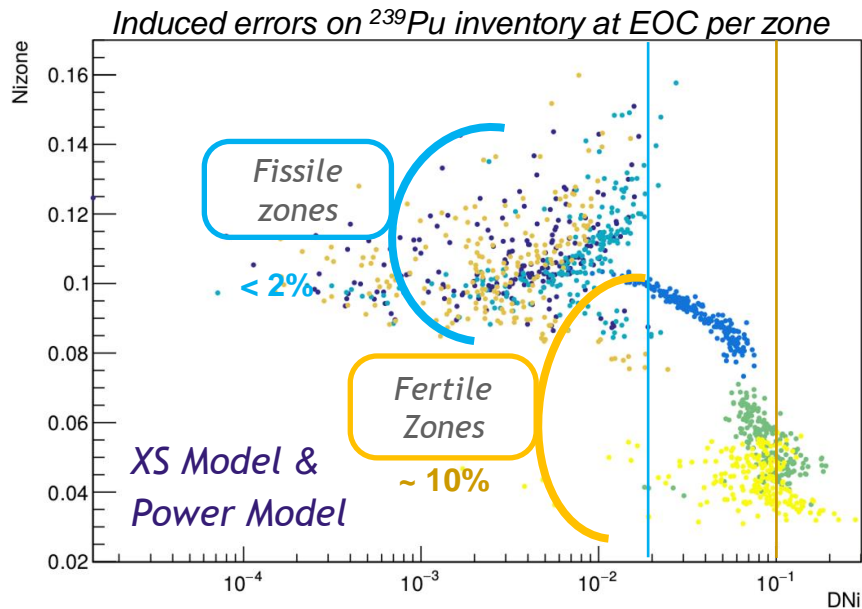 Induced errors on ²³⁹Pu inventory at EOC per zone
Nizone
0.16
0.14
0.12
0.1
0.08
0.06
0.04
0.02
Fissile
zones
< 2%
Fertile
Zones
~ 10%
XS Model &
Power Model
10⁻⁴
10⁻³
10⁻²
10⁻¹
DNi